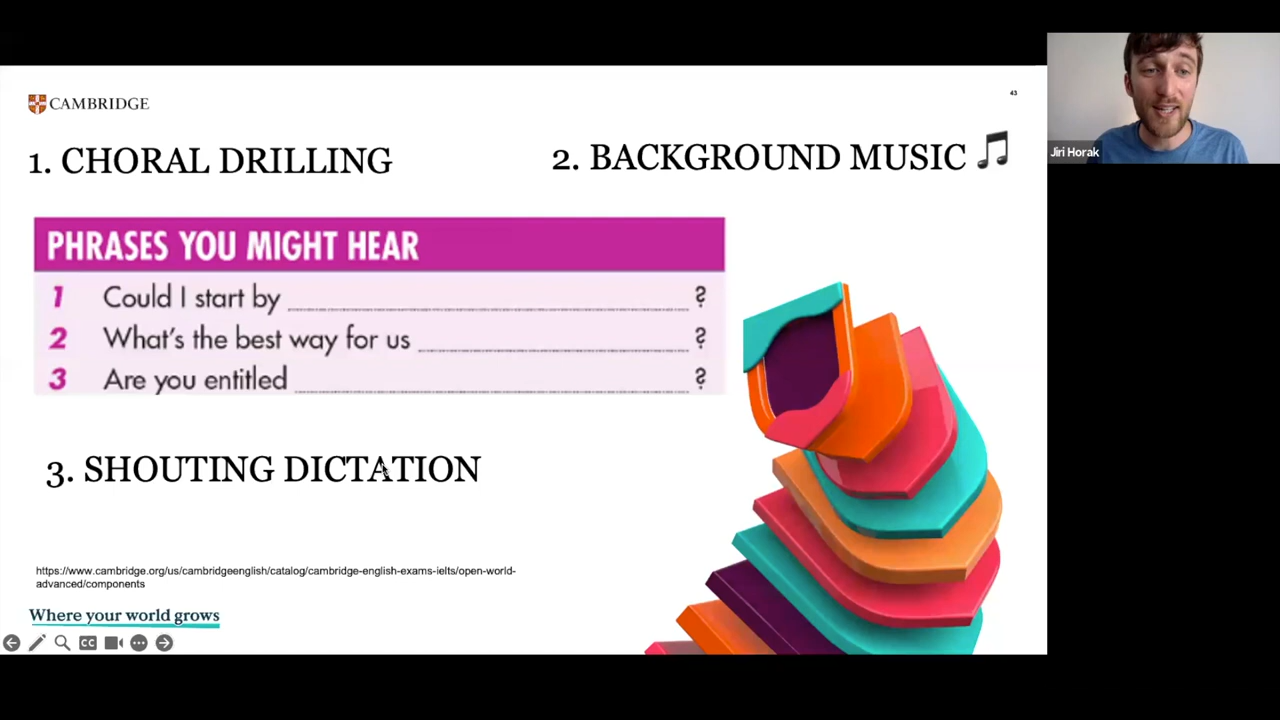 CAMBRIDGE
43
1. CHORAL DRILLING
2. BACKGROUND MUSIC
PHRASES YOU MIGHT HEAR
1 Could I start by ?
2 What's the best way for us ?
3 Are you entitled ?
3. SHOUTING DICTATION
https://www.cambridge.org/us/cambridgeenglish/catalog/cambridge-english-exams-ielts/open-world-
advanced/components
Where your world grows
CC
Jiri Horak